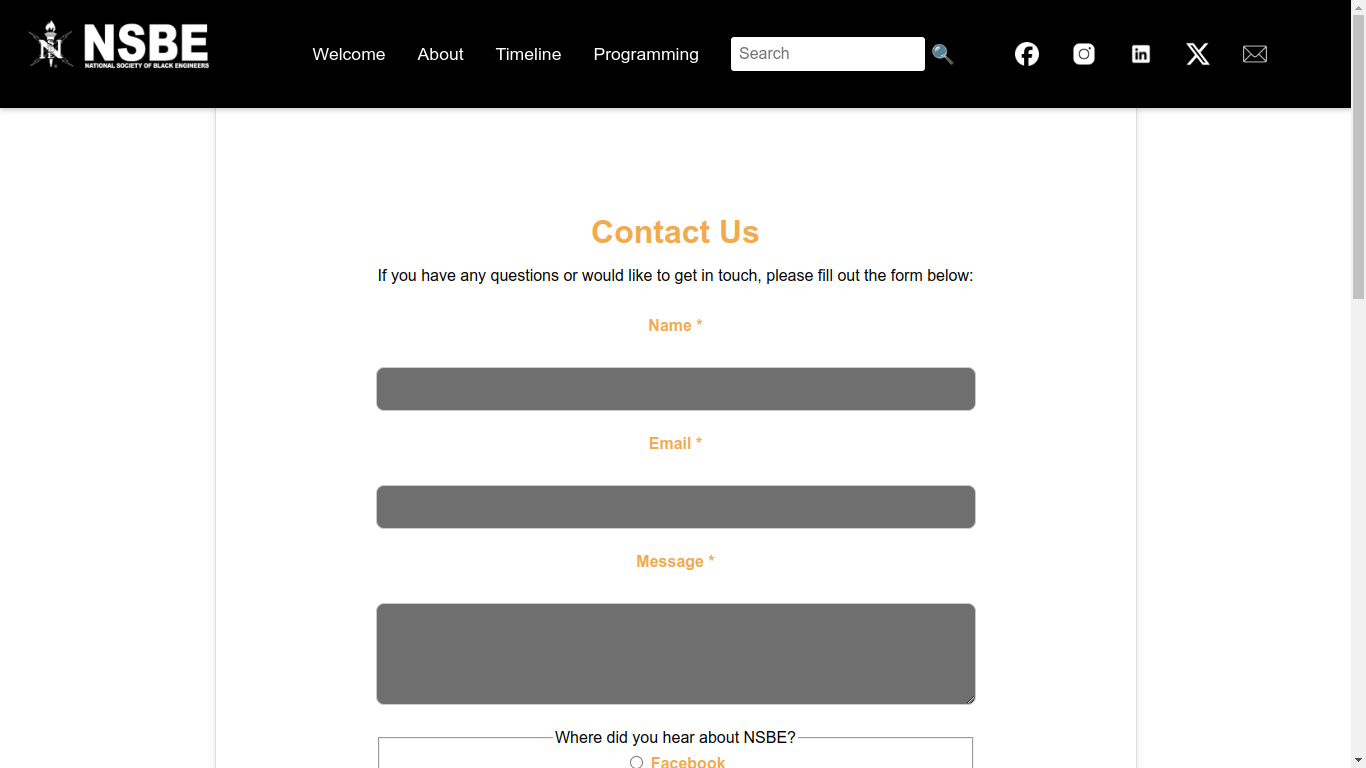 NSBE
NATIONAL SOCIETY OF BLACK ENGINEERS
Welcome About Timeline Programming Search
Contact Us
If you have any questions or would like to get in touch, please fill out the form below:
Name *
Email *
Message *
Where did you hear about NSBE?
Facebook